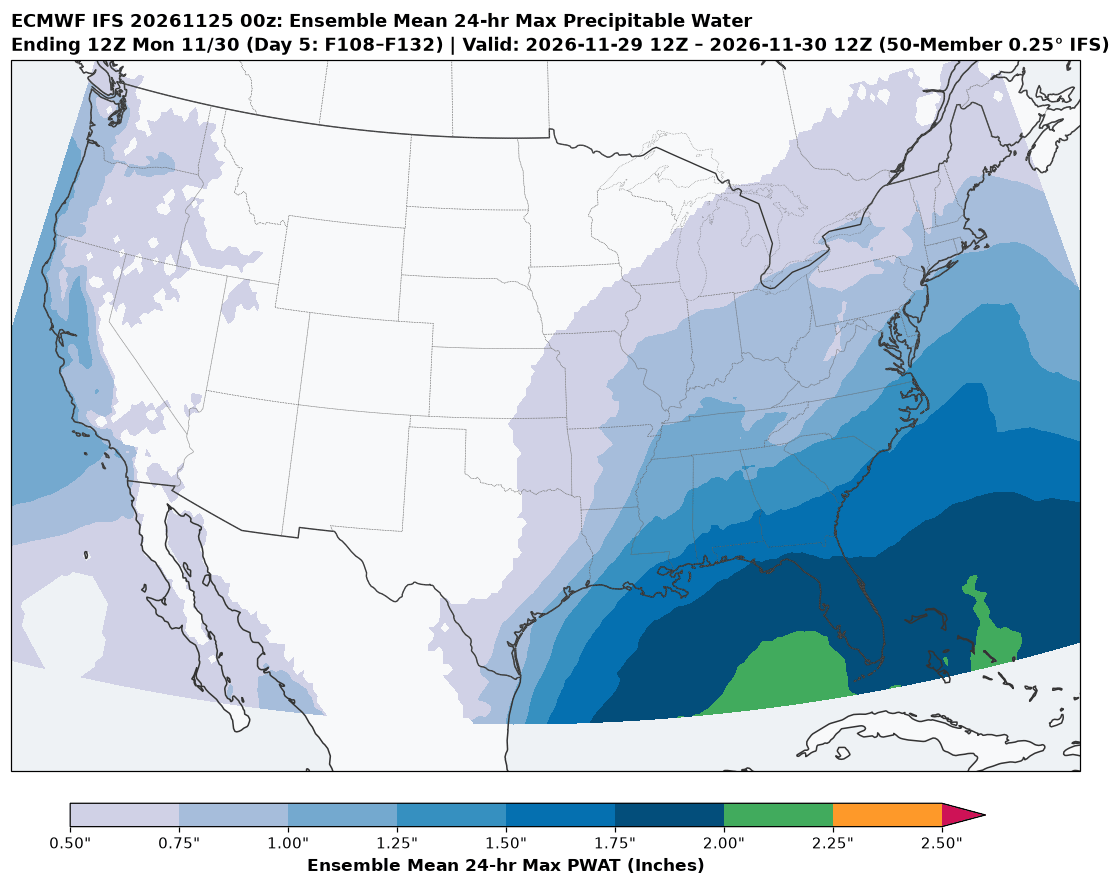 ECMWF IFS 20261125 00z: Ensemble Mean 24-hr Max Precipitable Water
Ending 12Z Mon 11/30 (Day 5: F108–F132) | Valid: 2026-11-29 12Z – 2026-11-30 12Z (50-Member 0.25° IFS)
0.50" 0.75" 1.00" 1.25" 1.50" 1.75" 2.00" 2.25" 2.50"
Ensemble Mean 24-hr Max PWAT (Inches)